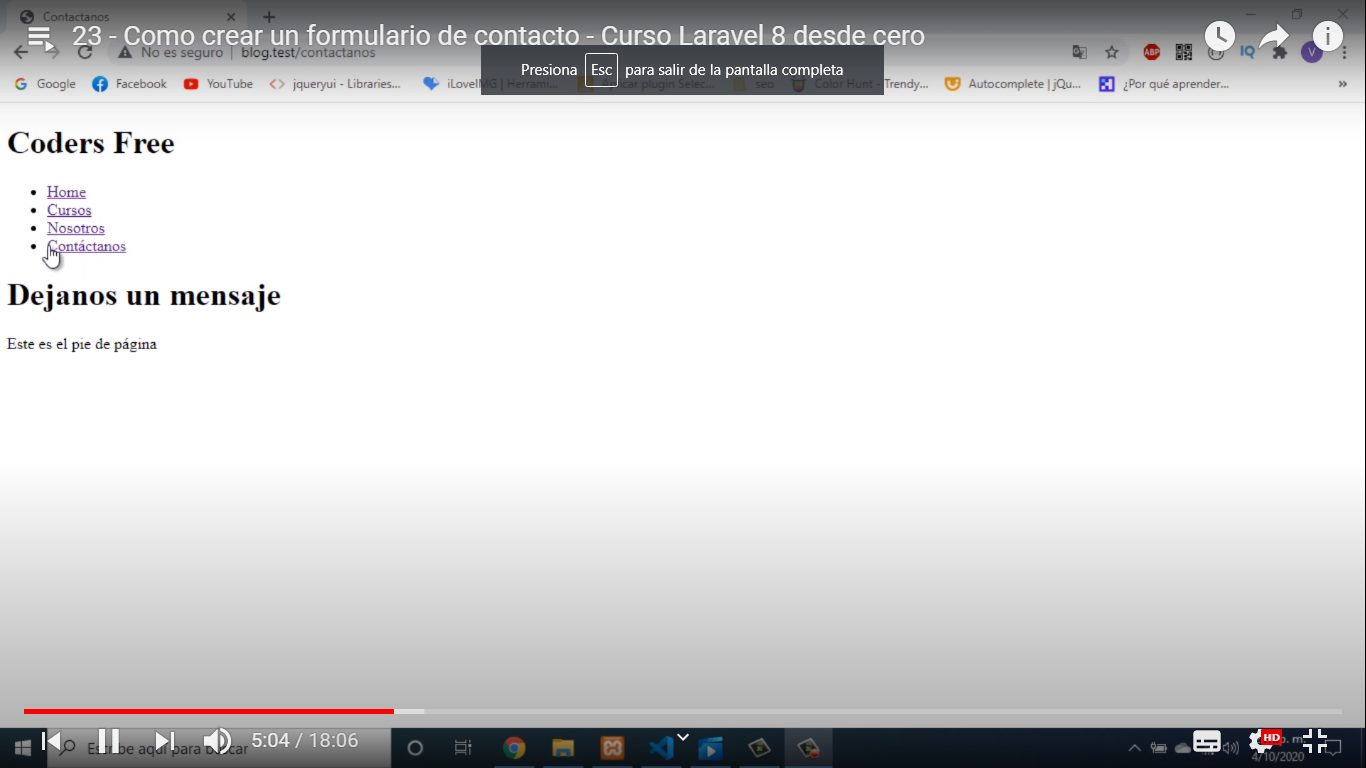 Contactanos
23 - Como crear un formulario de contacto - Curso Laravel 8 desde cero
No es seguro | blog.test/contactanos
ABP
IQ
V
Presiona Esc para salir de la pantalla completa
Google Facebook YouTube jqueryui - Libraries... iLoveIMG | Herrami... Aplicar plugin Selec... seo Color Hunt - Trendy... Autocomplete | jQu... ¿Por qué aprender... »
Coders Free
Home
Cursos
Nosotros
Contáctanos
Dejanos un mensaje
Este es el pie de página
5:04 / 18:06
Escribe aquí para buscar
HD
4/10/2020